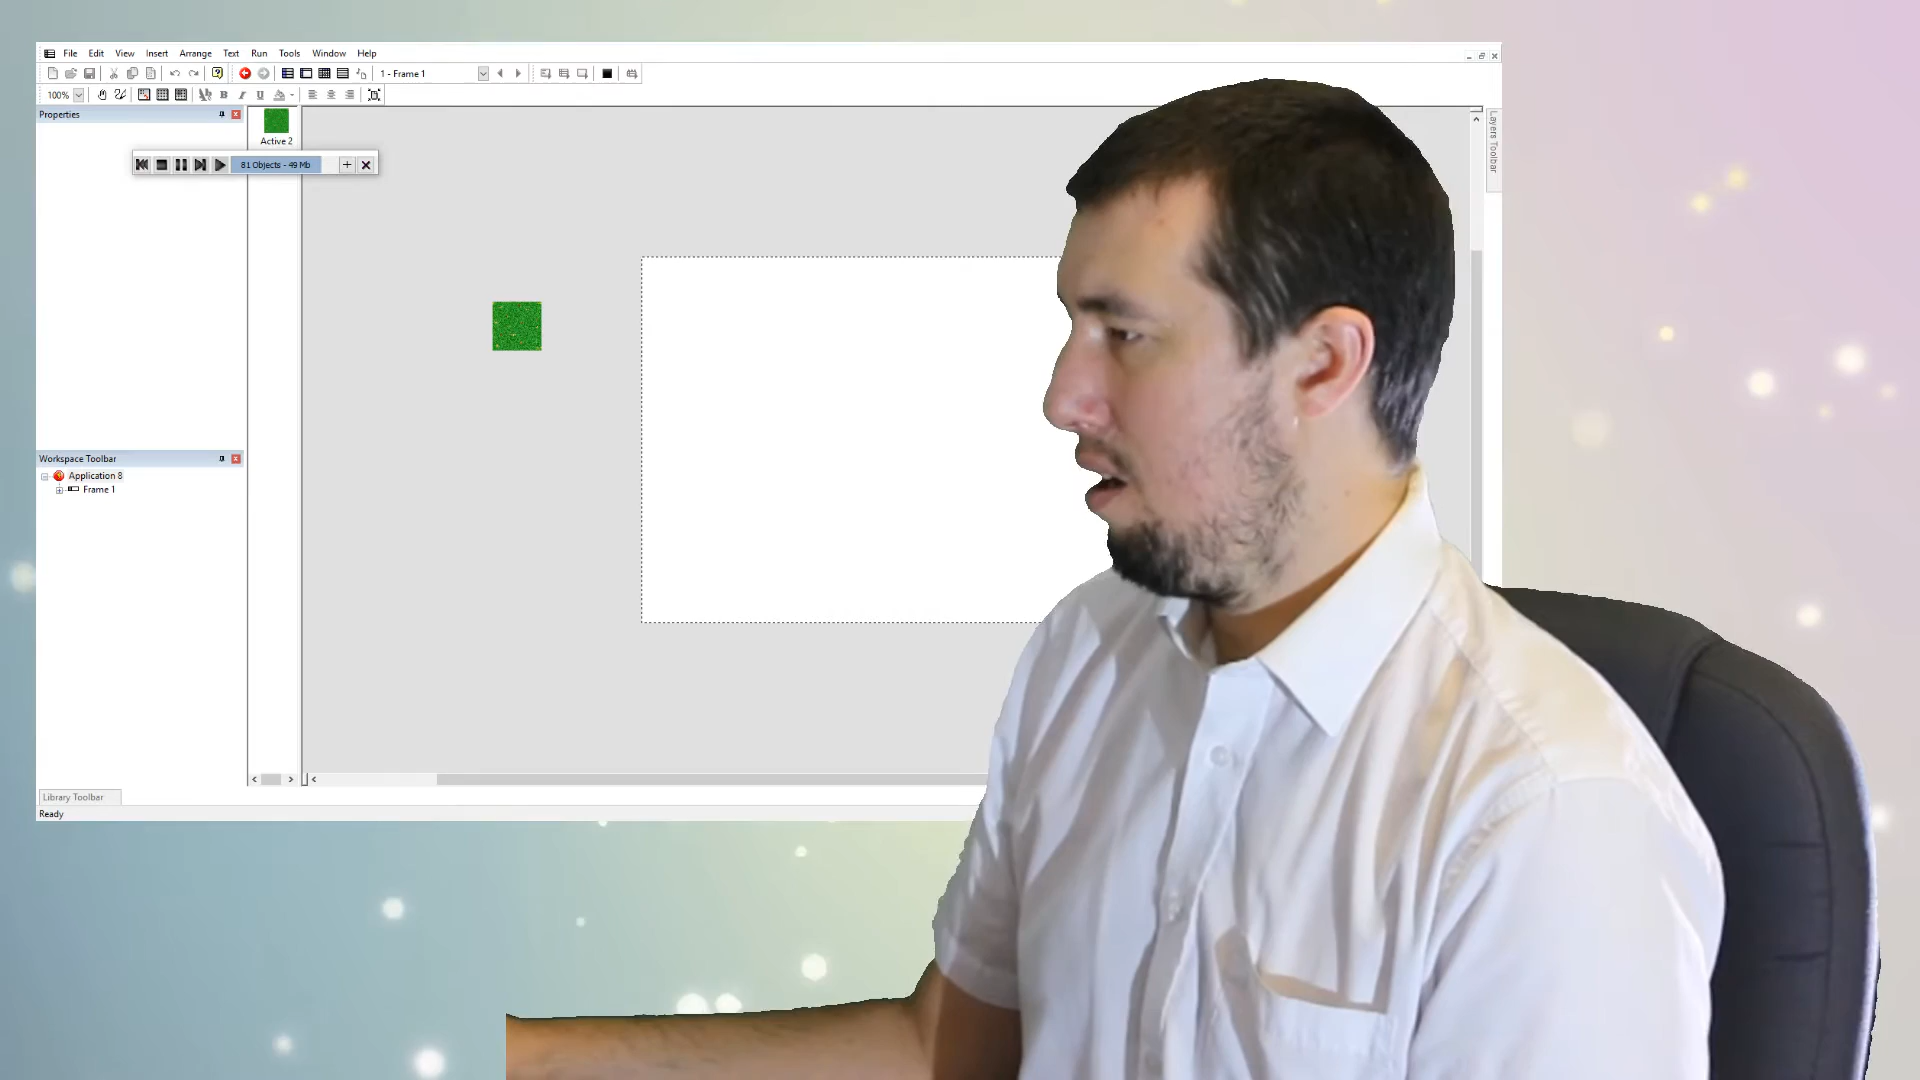 File Edit View Insert Arrange Text Run Tools Window Help
1 - Frame 1
100%
B I U
Properties
Active 2
81 Objects - 49 Mb
Layers Toolbar
Workspace Toolbar
Application 8
Frame 1
Library Toolbar
Ready